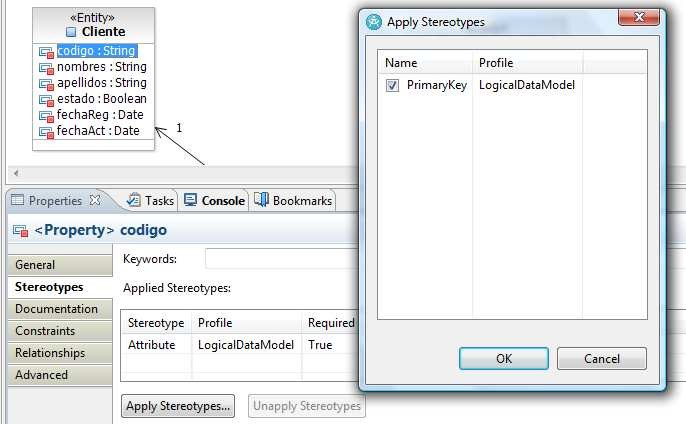 «Entity»
Cliente
codigo : String
nombres : String
apellidos : String
estado : Boolean
fechaReg : Date
fechaAct : Date
1
Apply Stereotypes
Name Profile
PrimaryKey LogicalDataModel
OK Cancel
Properties Tasks Console Bookmarks
<Property> codigo
General
Stereotypes
Documentation
Constraints
Relationships
Advanced
Keywords:
Applied Stereotypes:
Stereotype Profile Required
Attribute LogicalDataModel True
Apply Stereotypes... Unapply Stereotypes